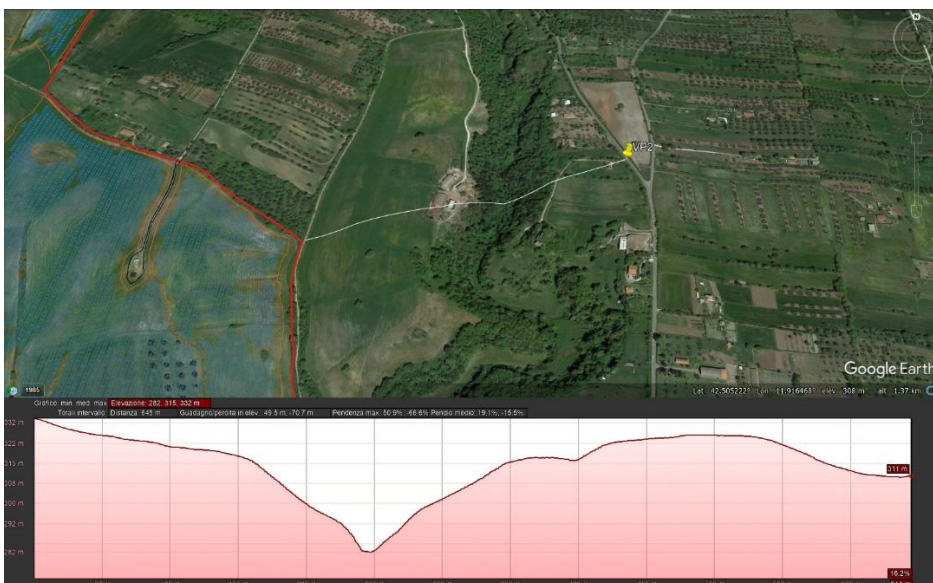 N
VP2
Google Earth
1985
Lat 42.505222° Lon 11.916468° elev 308 m alt 1.37 km
Grafico: min, med, max Elevazione: 282, 315, 332 m
Totali intervallo: Distanza: 645 m Guadagno/perdita in elev.: 49.5 m, -70.7 m Pendenza max: 50.9%, -66.6% Pendio medio: 19.1%, -15.5%
332 m
322 m
315 m
308 m
300 m
292 m
282 m
311 m
16.2%